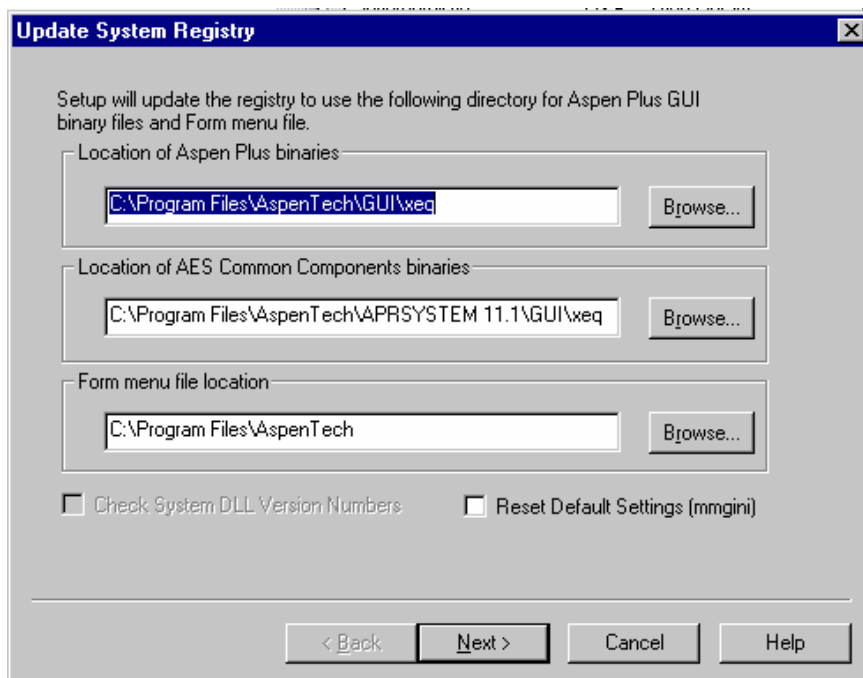 Update System Registry
Setup will update the registry to use the following directory for Aspen Plus GUI
binary files and Form menu file.
Location of Aspen Plus binaries
C:\Program Files\AspenTech\GUI\xeq
Browse...
Location of AES Common Components binaries
C:\Program Files\AspenTech\APRSYSTEM 11.1\GUI\xeq
Browse...
Form menu file location
C:\Program Files\AspenTech
Browse...
Check System DLL Version Numbers
Reset Default Settings (mmgini)
< Back
Next >
Cancel
Help